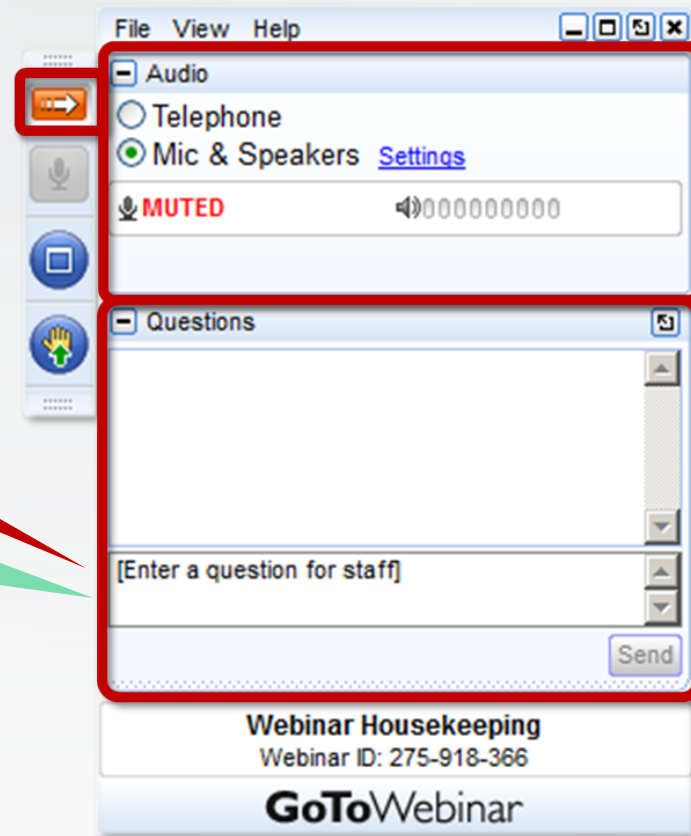 File View Help
Audio
Telephone
Mic & Speakers Settings
MUTED
Questions
[Enter a question for staff]
Send
Webinar Housekeeping
Webinar ID: 275-918-366
GoToWebinar